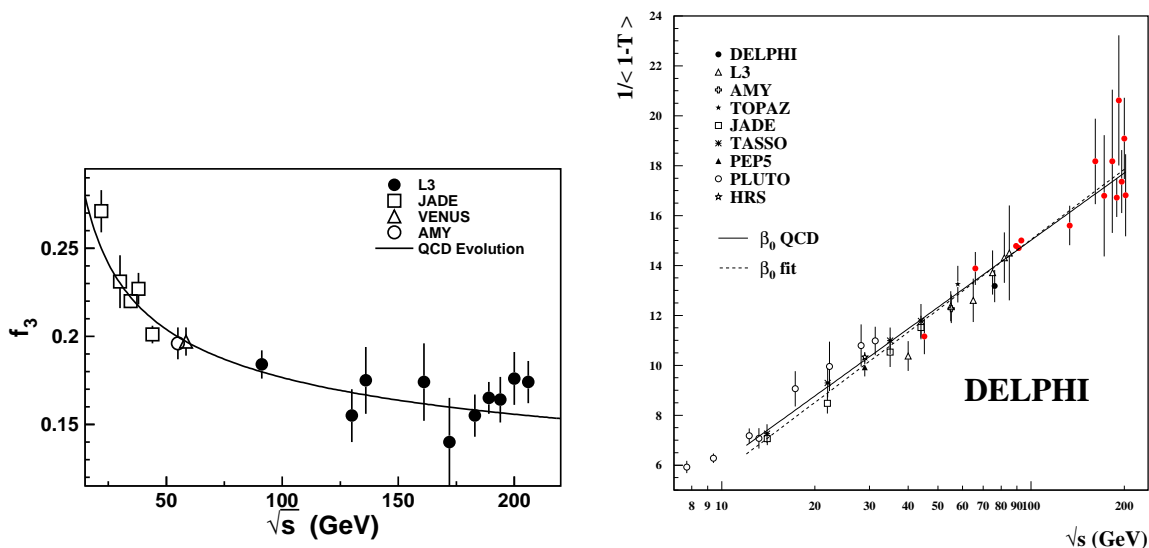 f3
0.25
0.2
0.15
50
100
150
200
√s (GeV)
L3
JADE
VENUS
AMY
QCD Evolution
1/< 1-T >
24
22
20
18
16
14
12
10
8
6
8 9 10 20 30 40 50 60 70 80 90 100 200
√s (GeV)
DELPHI
L3
AMY
TOPAZ
JADE
TASSO
PEP5
PLUTO
HRS
β0 QCD
β0 fit
DELPHI